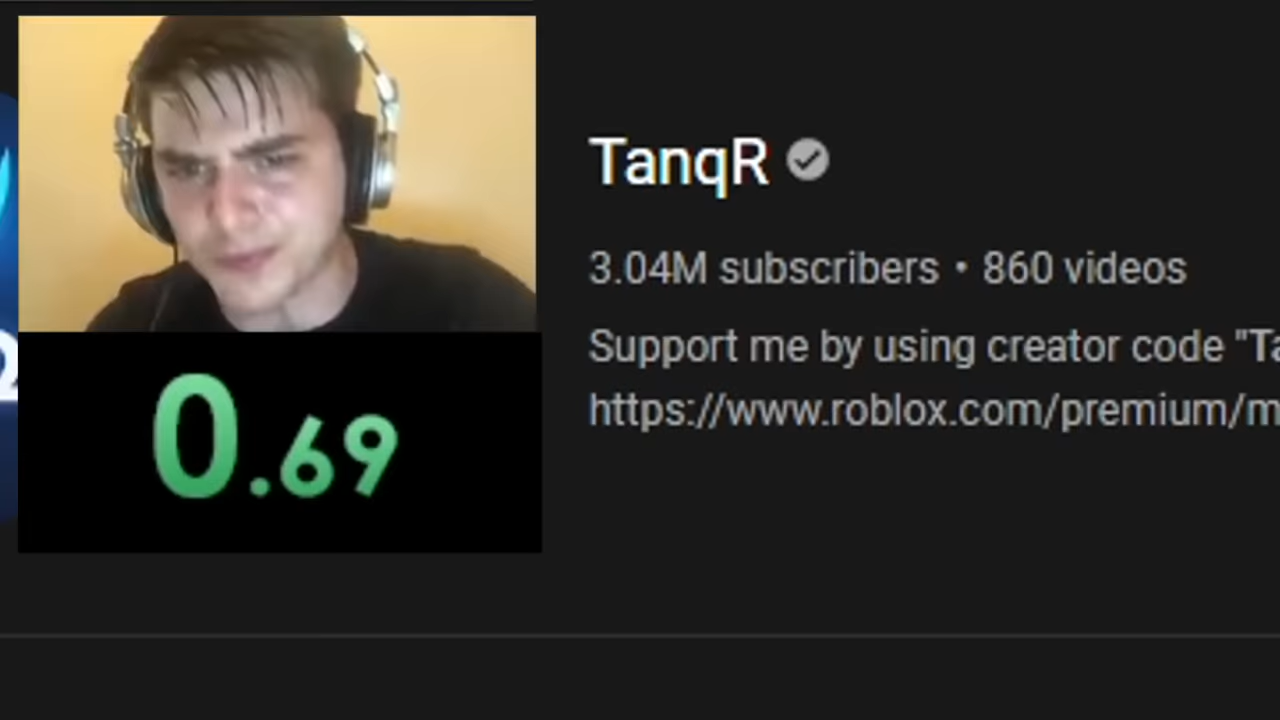 TanqR
3.04M subscribers • 860 videos
Support me by using creator code "Ta
https://www.roblox.com/premium/m
0.69